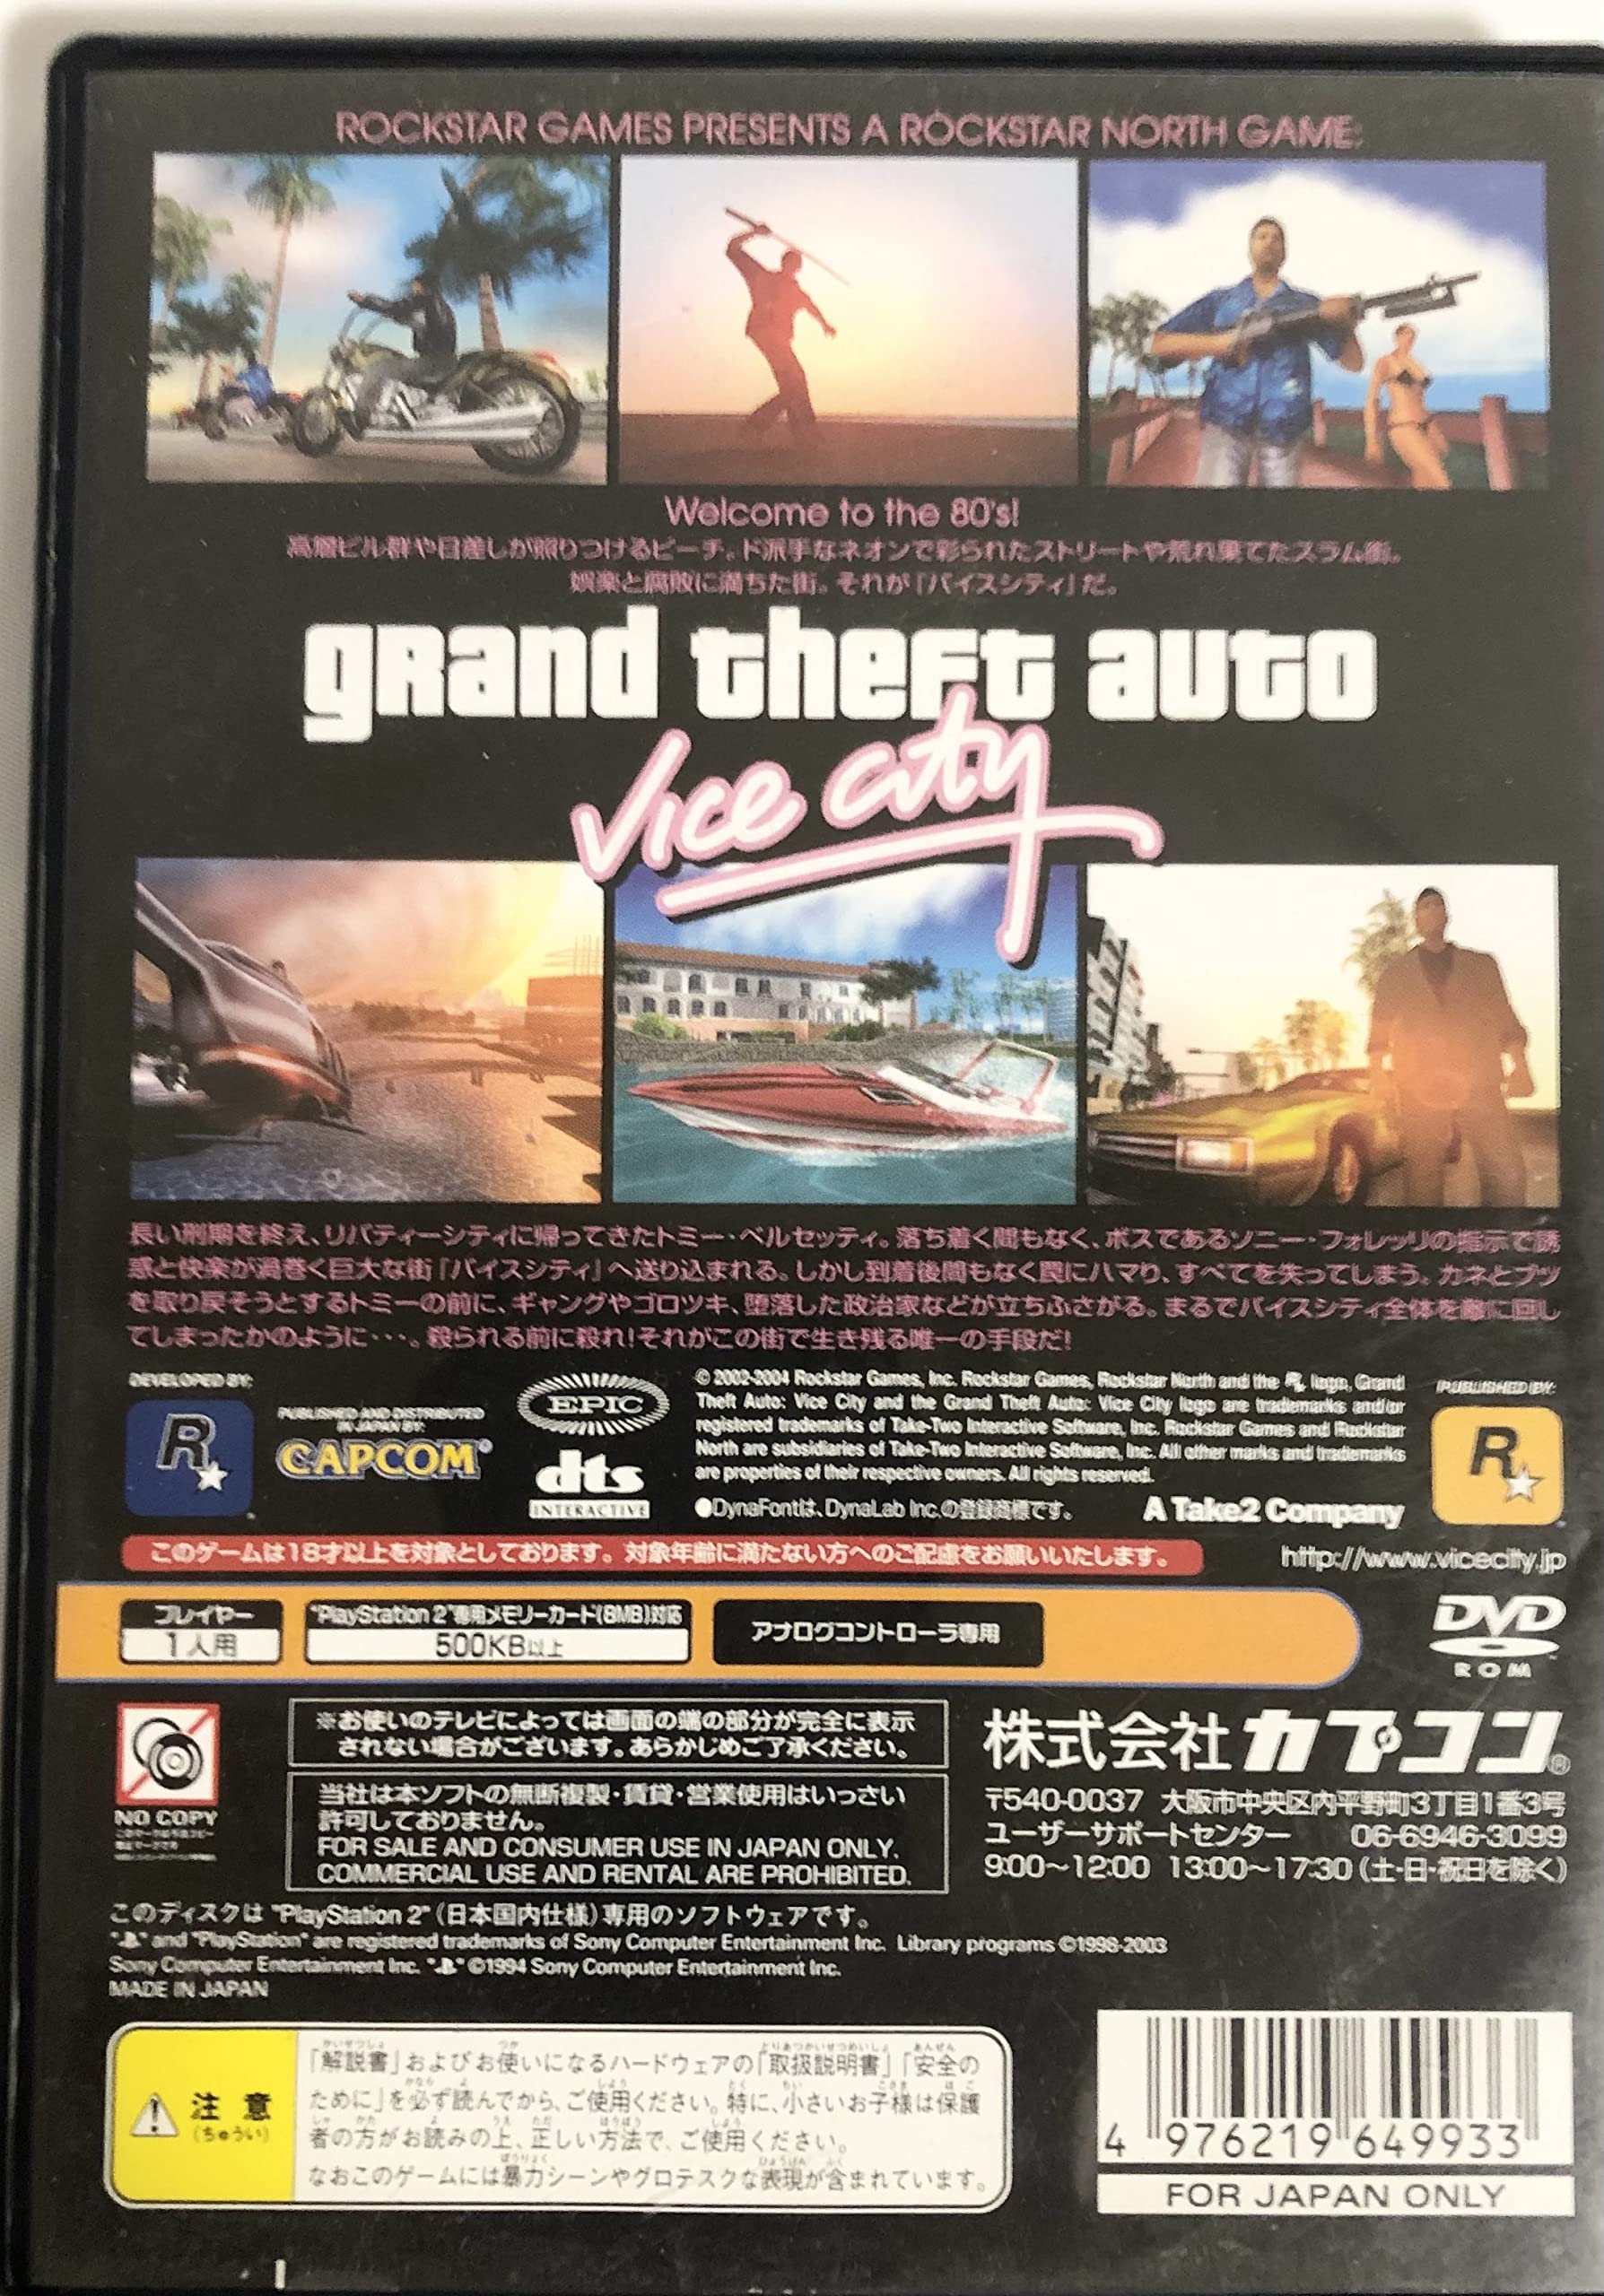 ROCKSTAR GAMES PRESENTS A ROCKSTAR NORTH GAME:
Welcome to the 80's!
高層ビル群や日差しが照りつけるビーチ。ド派手なネオンで彩られたストリートや荒れ果てたスラム街。
娯楽と腐敗に満ちた街。それが「バイスシティ」だ。
grand theft auto
Vice City
長い刑期を終え、リバティーシティに帰ってきたトミー・ベルセッティ。落ち着く間もなく、ボスであるソニー・フォレッリの指示で誘
惑と快楽が渦巻く巨大な街「バイスシティ」へ送り込まれる。しかし到着後間もなく罠にハマり、すべてを失ってしまう。カネとブツ
を取り戻そうとするトミーの前に、ギャングやゴロツキ、堕落した政治家などが立ちふさがる。まるでバイスシティ全体を敵に回し
てしまったかのように・・・。殺られる前に殺れ!それがこの街で生き残る唯一の手段だ!
DEVELOPED BY:
R
PUBLISHED AND DISTRIBUTED
IN JAPAN BY:
CAPCOM®
EPIC
dts
INTERACTIVE
© 2002-2004 Rockstar Games, Inc. Rockstar Games, Rockstar North and the R logo, Grand
Theft Auto: Vice City and the Grand Theft Auto: Vice City logo are trademarks and/or
registered trademarks of Take-Two Interactive Software, Inc. Rockstar Games and Rockstar
North are subsidiaries of Take-Two Interactive Software, Inc. All other marks and trademarks
are properties of their respective owners. All rights reserved.
●DynaFontは、DynaLab Inc.の登録商標です。
A Take2 Company
PUBLISHED BY:
R
このゲームは18才以上を対象としております。対象年齢に満たない方へのご配慮をお願いいたします。
http://www.vicecity.jp
プレイヤー
1人用
"PlayStation 2"専用メモリーカード(8MB)対応
500KB以上
アナログコントローラ専用
DVD
ROM
NO COPY
※お使いのテレビによっては画面の端の部分が完全に表示
されない場合がございます。あらかじめご了承ください。
当社は本ソフトの無断複製・賃貸・営業使用はいっさい
許可しておりません。
FOR SALE AND CONSUMER USE IN JAPAN ONLY.
COMMERCIAL USE AND RENTAL ARE PROHIBITED.
株式会社カプコン®
〒540-0037 大阪市中央区内平野町3丁目1番3号
ユーザーサポートセンター 06-6946-3099
9:00〜12:00 13:00〜17:30(土・日・祝日を除く)
このディスクは "PlayStation 2"(日本国内仕様)専用のソフトウェアです。
" " and "PlayStation" are registered trademarks of Sony Computer Entertainment Inc. Library programs ©1998-2003
Sony Computer Entertainment Inc. " " ©1994 Sony Computer Entertainment Inc.
MADE IN JAPAN
注意
(ちゅうい)
「解説書」およびお使いになるハードウェアの「取扱説明書」「安全の
ために」を必ず読んでから、ご使用ください。特に、小さいお子様は保護
者の方がお読みの上、正しい方法で、ご使用ください。
なおこのゲームには暴力シーンやグロテスクな表現が含まれています。
4 976219 649933
FOR JAPAN ONLY